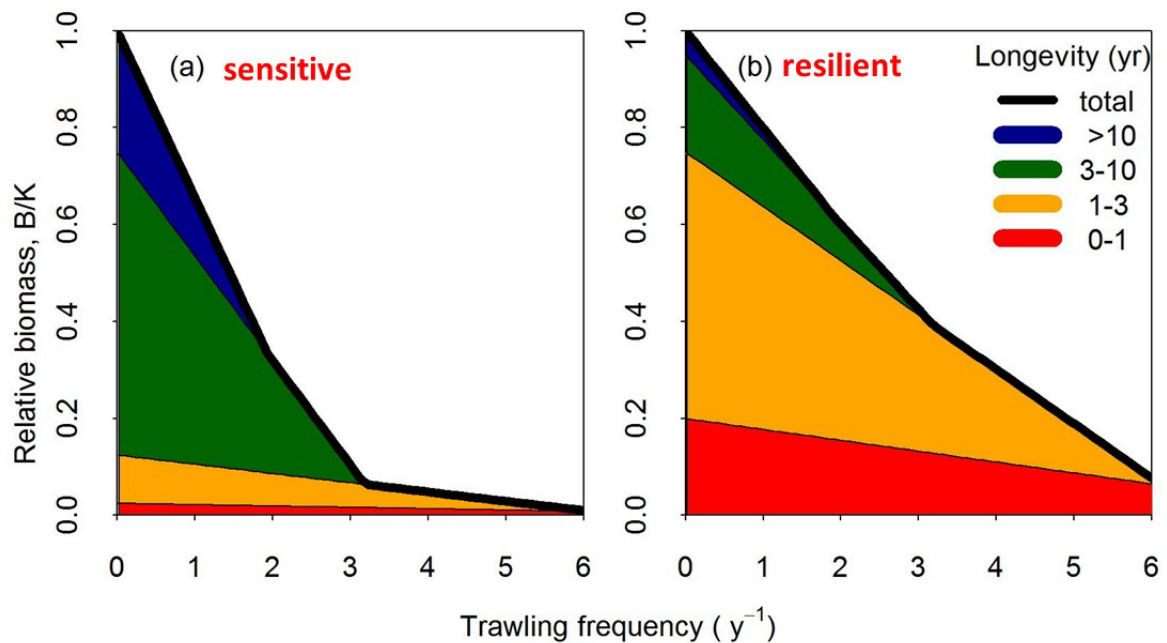 (a) sensitive
(b) resilient
Longevity (yr)
total
>10
3-10
1-3
0-1
Relative biomass, B/K
1.0
0.8
0.6
0.4
0.2
0.0
1.0
0.8
0.6
0.4
0.2
0.0
0 1 2 3 4 5 6
0 1 2 3 4 5 6
Trawling frequency ( y⁻¹)